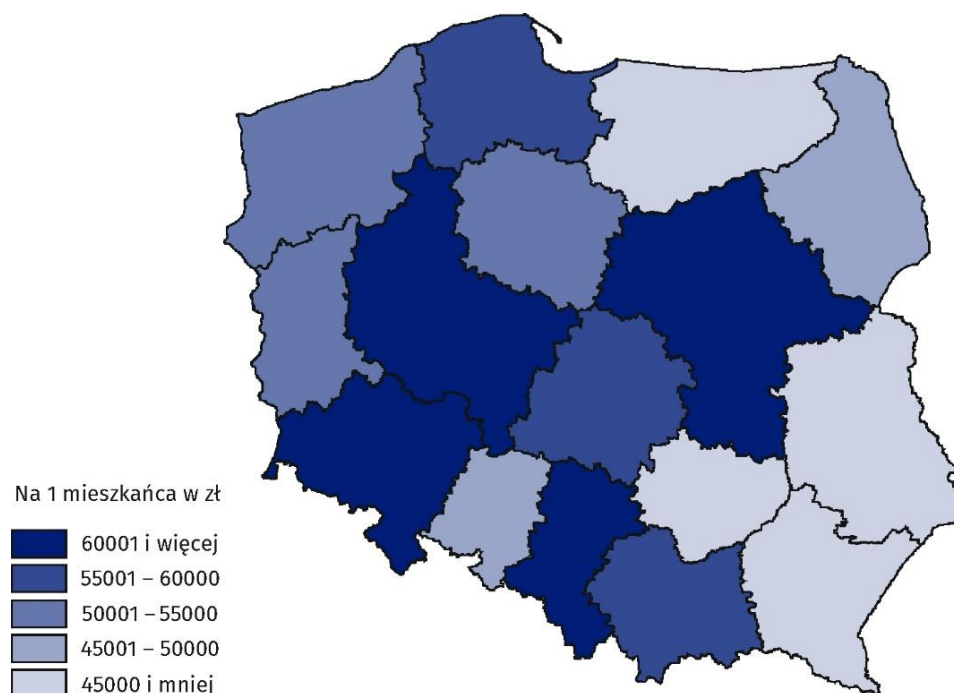 Na 1 mieszkańca w zł
60001 i więcej
55001 – 60000
50001 – 55000
45001 – 50000
45000 i mniej